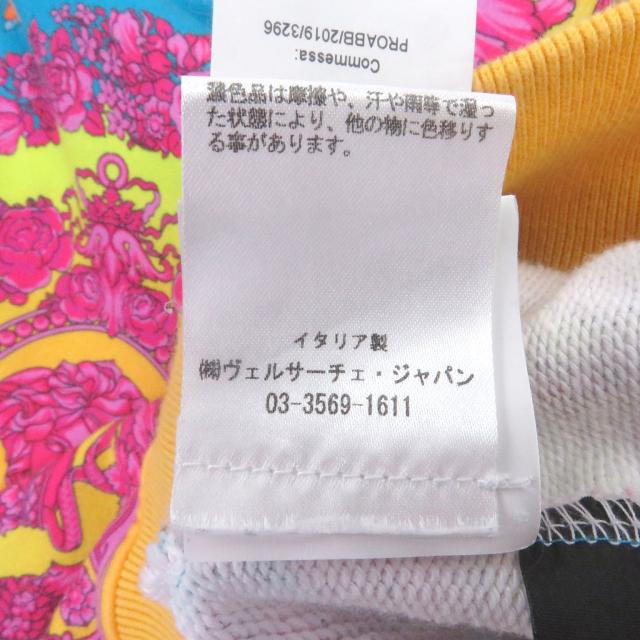 Commessa:
PROABB/2019/3296
濃色品は摩擦や、汗や雨等で湿っ
た状態により、他の物に色移りす
る事があります。
イタリア製
㈱ヴェルサーチェ・ジャパン
03-3569-1611